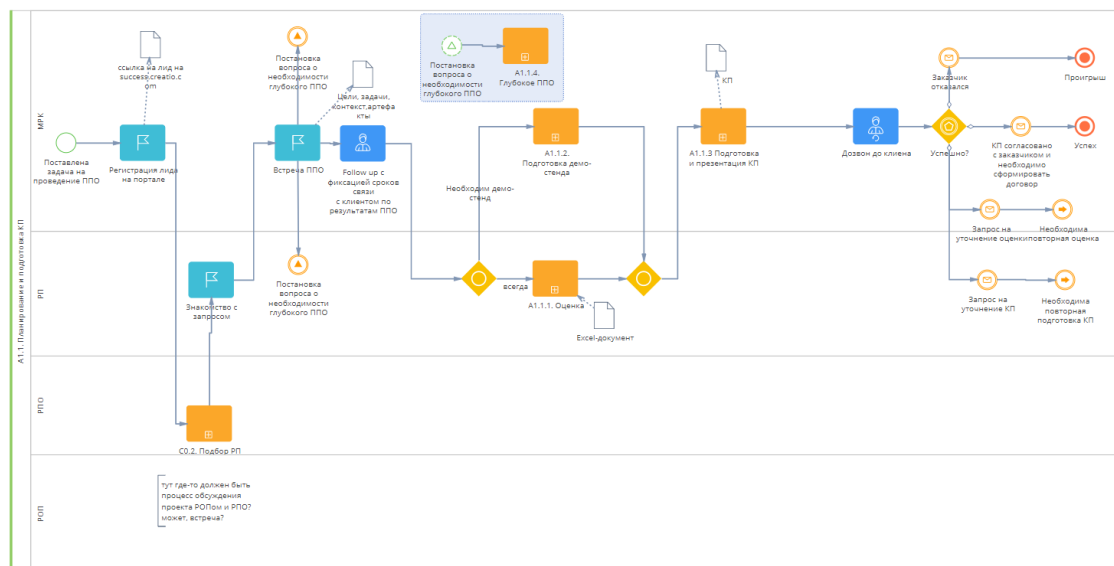 А1.1. Планирование и подготовка КП
МРК
РП
РПО
РОП
Поставлена
задача на
проведение ППО
ссылка на лид на
success.creatio.c
om
Регистрация лида
на портале
Постановка
вопроса о
необходимости
глубокого ППО
Цели, задачи,
контекст,артефа
кты
Встреча ППО
Follow up с
фиксацией сроков
связи
с клиентом по
результатам ППО
Постановка
вопроса о
необходимости
глубокого ППО
А1.1.4.
Глубокое ППО
Необходим демо-
стенд
А1.1.2.
Подготовка демо-
стенда
КП
А1.1.3 Подготовка
и презентация КП
Дозвон до клиена
Успешно?
Заказчик
отказался
Проигрыш
КП согласовано
с заказчиком и
необходимо
сформировать
договор
Успех
Запрос на
уточнение оценки
Необходима
повторная оценка
Знакомство с
запросом
Постановка
вопроса о
необходимости
глубокого ППО
всегда
А1.1.1. Оценка
Excel-документ
Запрос на
уточнение КП
Необходима
повторная
подготовка КП
С0.2. Подбор РП
тут где-то должен быть
процесс обсуждения
проекта РОПом и РПО?
может, встреча?